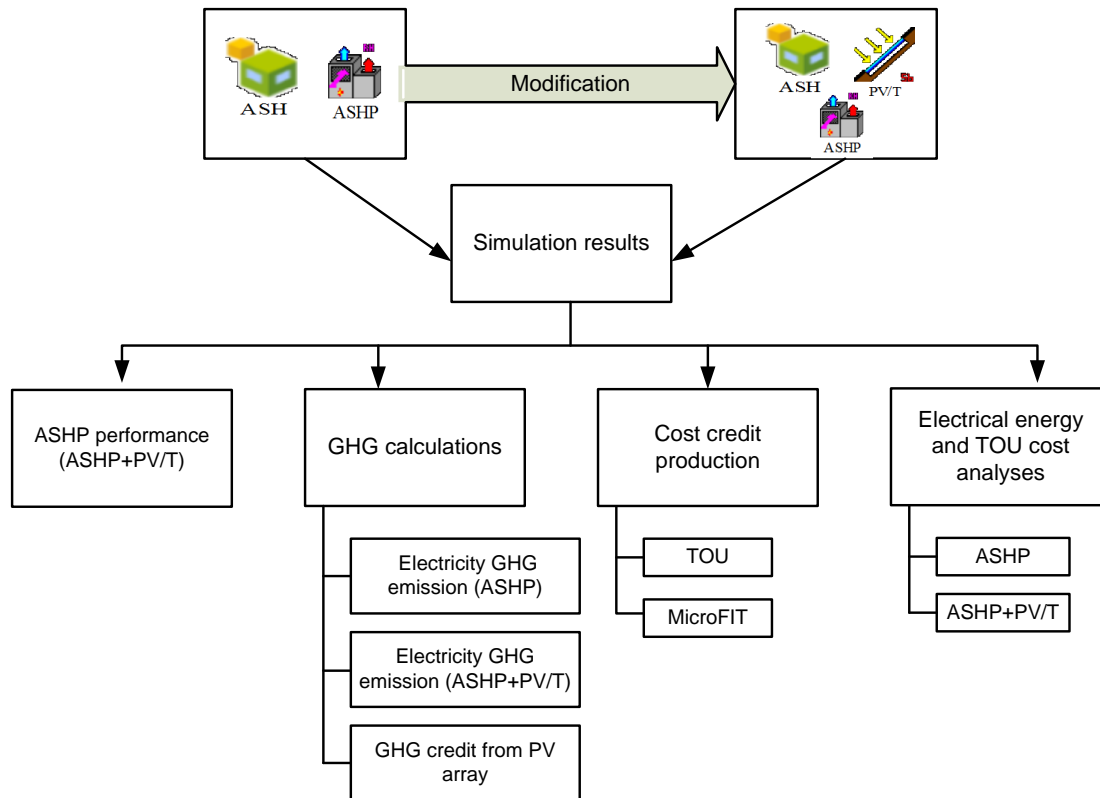 ASH
ASHP
Modification
ASH
PV/T
ASHP
Simulation results
ASHP performance
(ASHP+PV/T)
GHG calculations
Cost credit
production
Electrical energy
and TOU cost
analyses
Electricity GHG
emission (ASHP)
Electricity GHG
emission (ASHP+PV/T)
GHG credit from PV
array
TOU
MicroFIT
ASHP
ASHP+PV/T